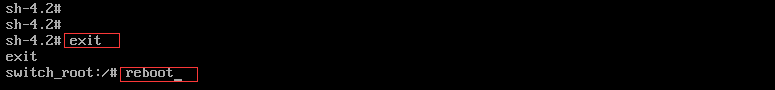 sh-4.2#
sh-4.2#
sh-4.2# exit
exit
switch_root:/# reboot_